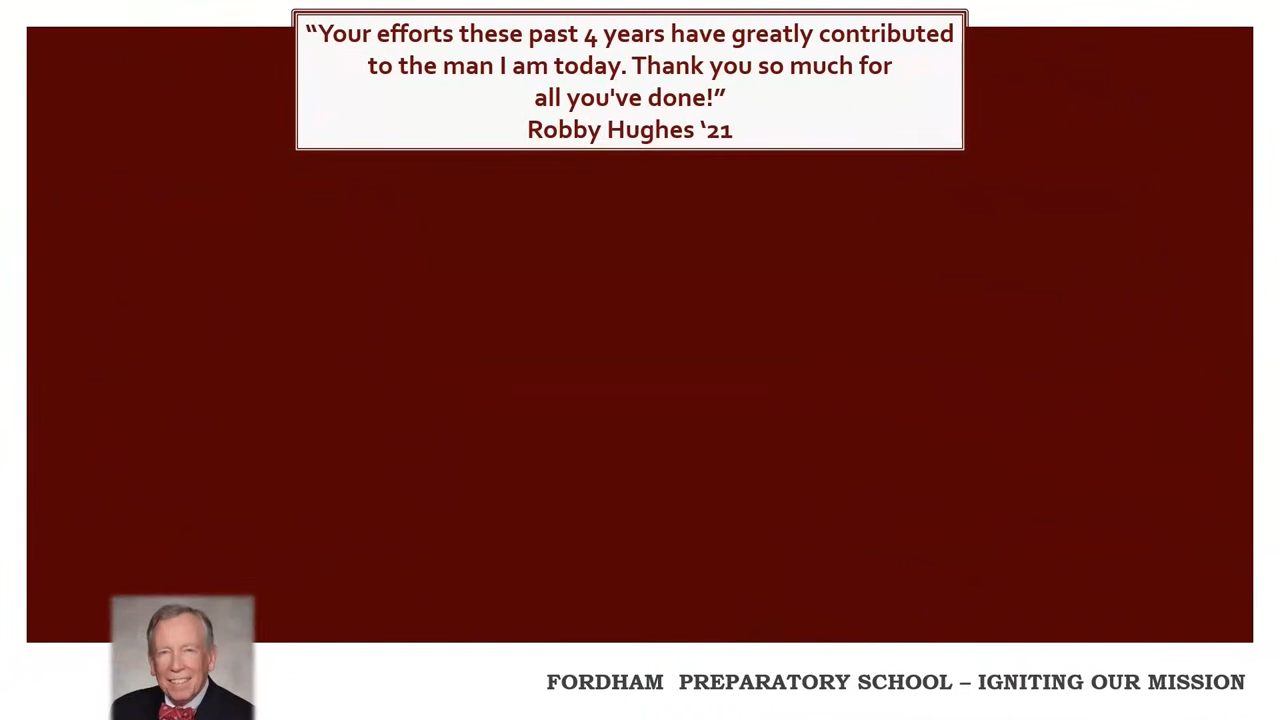 “Your efforts these past 4 years have greatly contributed
to the man I am today. Thank you so much for
all you've done!”
Robby Hughes ‘21
FORDHAM PREPARATORY SCHOOL – IGNITING OUR MISSION